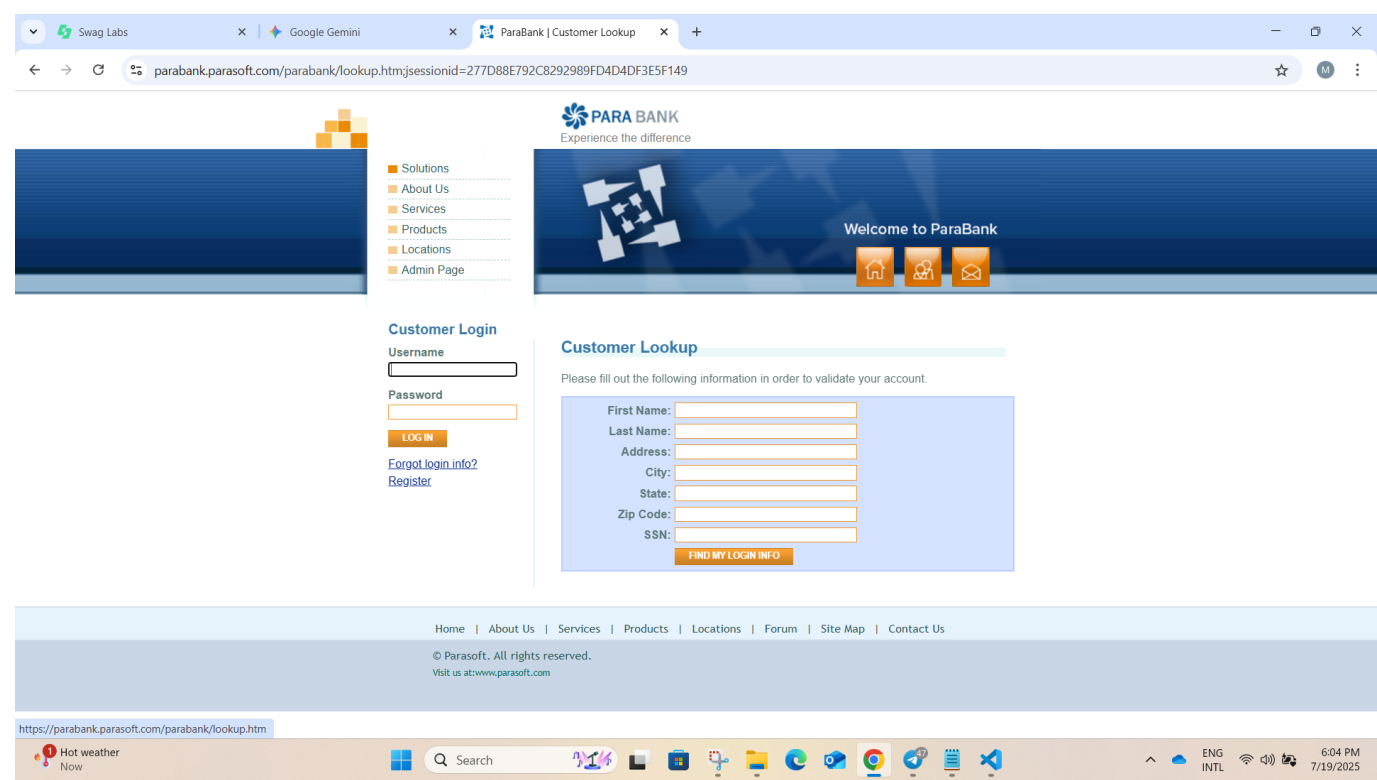 Swag Labs
Google Gemini
ParaBank | Customer Lookup
parabank.parasoft.com/parabank/lookup.htm;jsessionid=277D88E792C8292989FD4D4DF3E5F149
M
PARA BANK
Experience the difference
Solutions
About Us
Services
Products
Locations
Admin Page
Welcome to ParaBank
Customer Login
Username
Password
LOG IN
Forgot login info?
Register
Customer Lookup
Please fill out the following information in order to validate your account.
First Name:
Last Name:
Address:
City:
State:
Zip Code:
SSN:
FIND MY LOGIN INFO
Home | About Us | Services | Products | Locations | Forum | Site Map | Contact Us
© Parasoft. All rights reserved.
Visit us at:www.parasoft.com
https://parabank.parasoft.com/parabank/lookup.htm
1
Hot weather
Now
Search
47
ENG
INTL
6:04 PM
7/19/2025